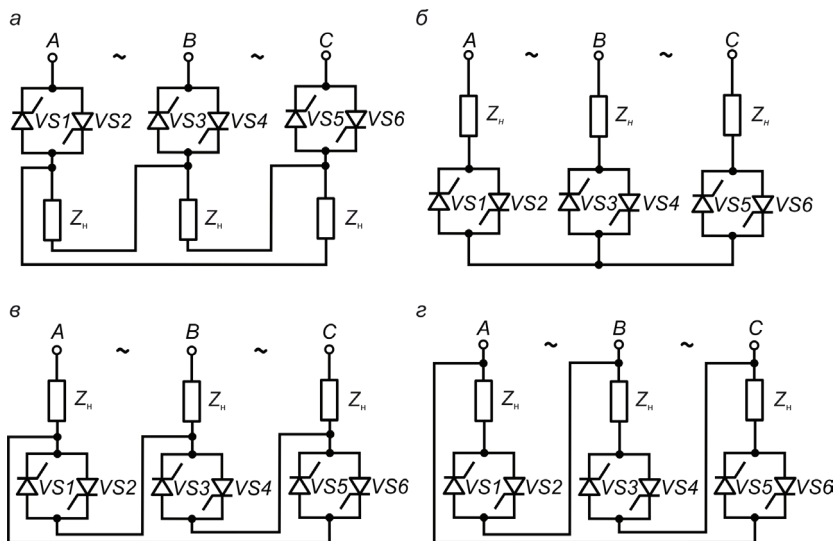 а
A ~ B ~ C
VS1 VS2 VS3 VS4 VS5 VS6
Zн Zн Zн
б
A ~ B ~ C
Zн Zн Zн
VS1 VS2 VS3 VS4 VS5 VS6
в
A ~ B ~ C
Zн Zн Zн
VS1 VS2 VS3 VS4 VS5 VS6
г
A ~ B ~ C
Zн Zн Zн
VS1 VS2 VS3 VS4 VS5 VS6